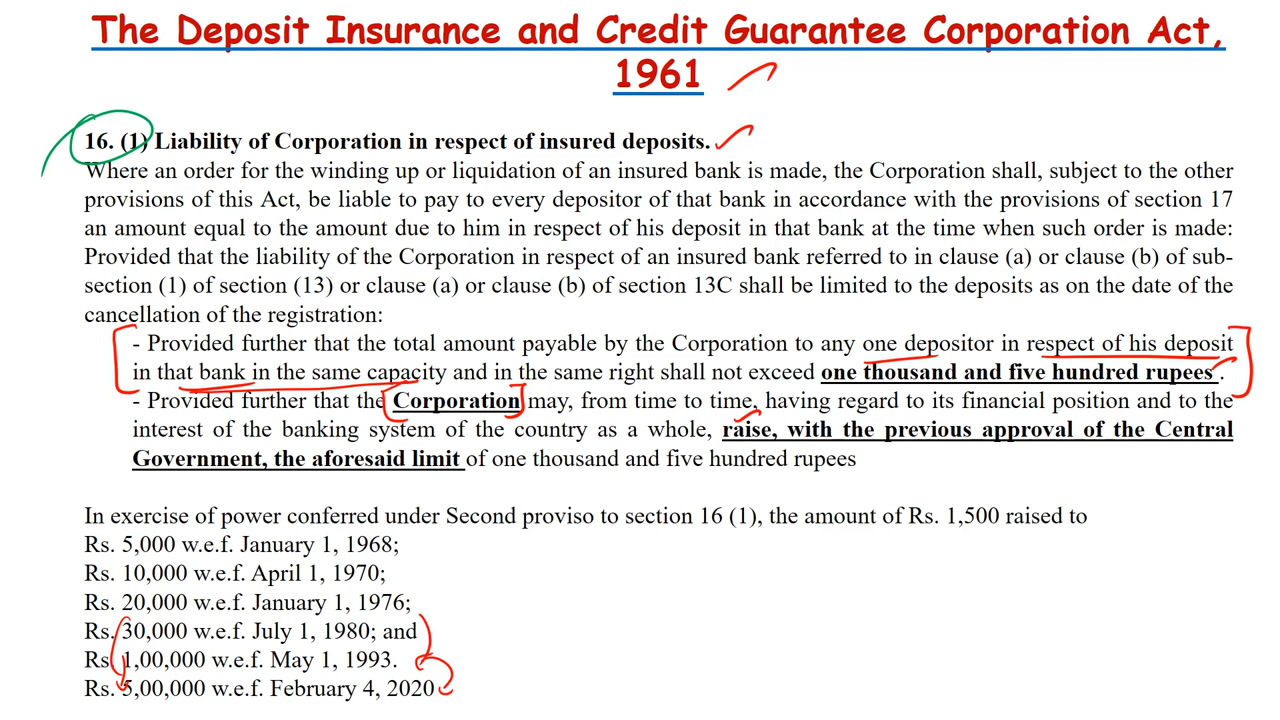 The Deposit Insurance and Credit Guarantee Corporation Act,
1961
16. (1) Liability of Corporation in respect of insured deposits.
Where an order for the winding up or liquidation of an insured bank is made, the Corporation shall, subject to the other
provisions of this Act, be liable to pay to every depositor of that bank in accordance with the provisions of section 17
an amount equal to the amount due to him in respect of his deposit in that bank at the time when such order is made:
Provided that the liability of the Corporation in respect of an insured bank referred to in clause (a) or clause (b) of sub-
section (1) of section (13) or clause (a) or clause (b) of section 13C shall be limited to the deposits as on the date of the
cancellation of the registration:
- Provided further that the total amount payable by the Corporation to any one depositor in respect of his deposit
in that bank in the same capacity and in the same right shall not exceed one thousand and five hundred rupees .
- Provided further that the Corporation may, from time to time, having regard to its financial position and to the
interest of the banking system of the country as a whole, raise, with the previous approval of the Central
Government, the aforesaid limit of one thousand and five hundred rupees
In exercise of power conferred under Second proviso to section 16 (1), the amount of Rs. 1,500 raised to
Rs. 5,000 w.e.f. January 1, 1968;
Rs. 10,000 w.e.f. April 1, 1970;
Rs. 20,000 w.e.f. January 1, 1976;
Rs. 30,000 w.e.f. July 1, 1980; and
Rs. 1,00,000 w.e.f. May 1, 1993.
Rs. 5,00,000 w.e.f. February 4, 2020